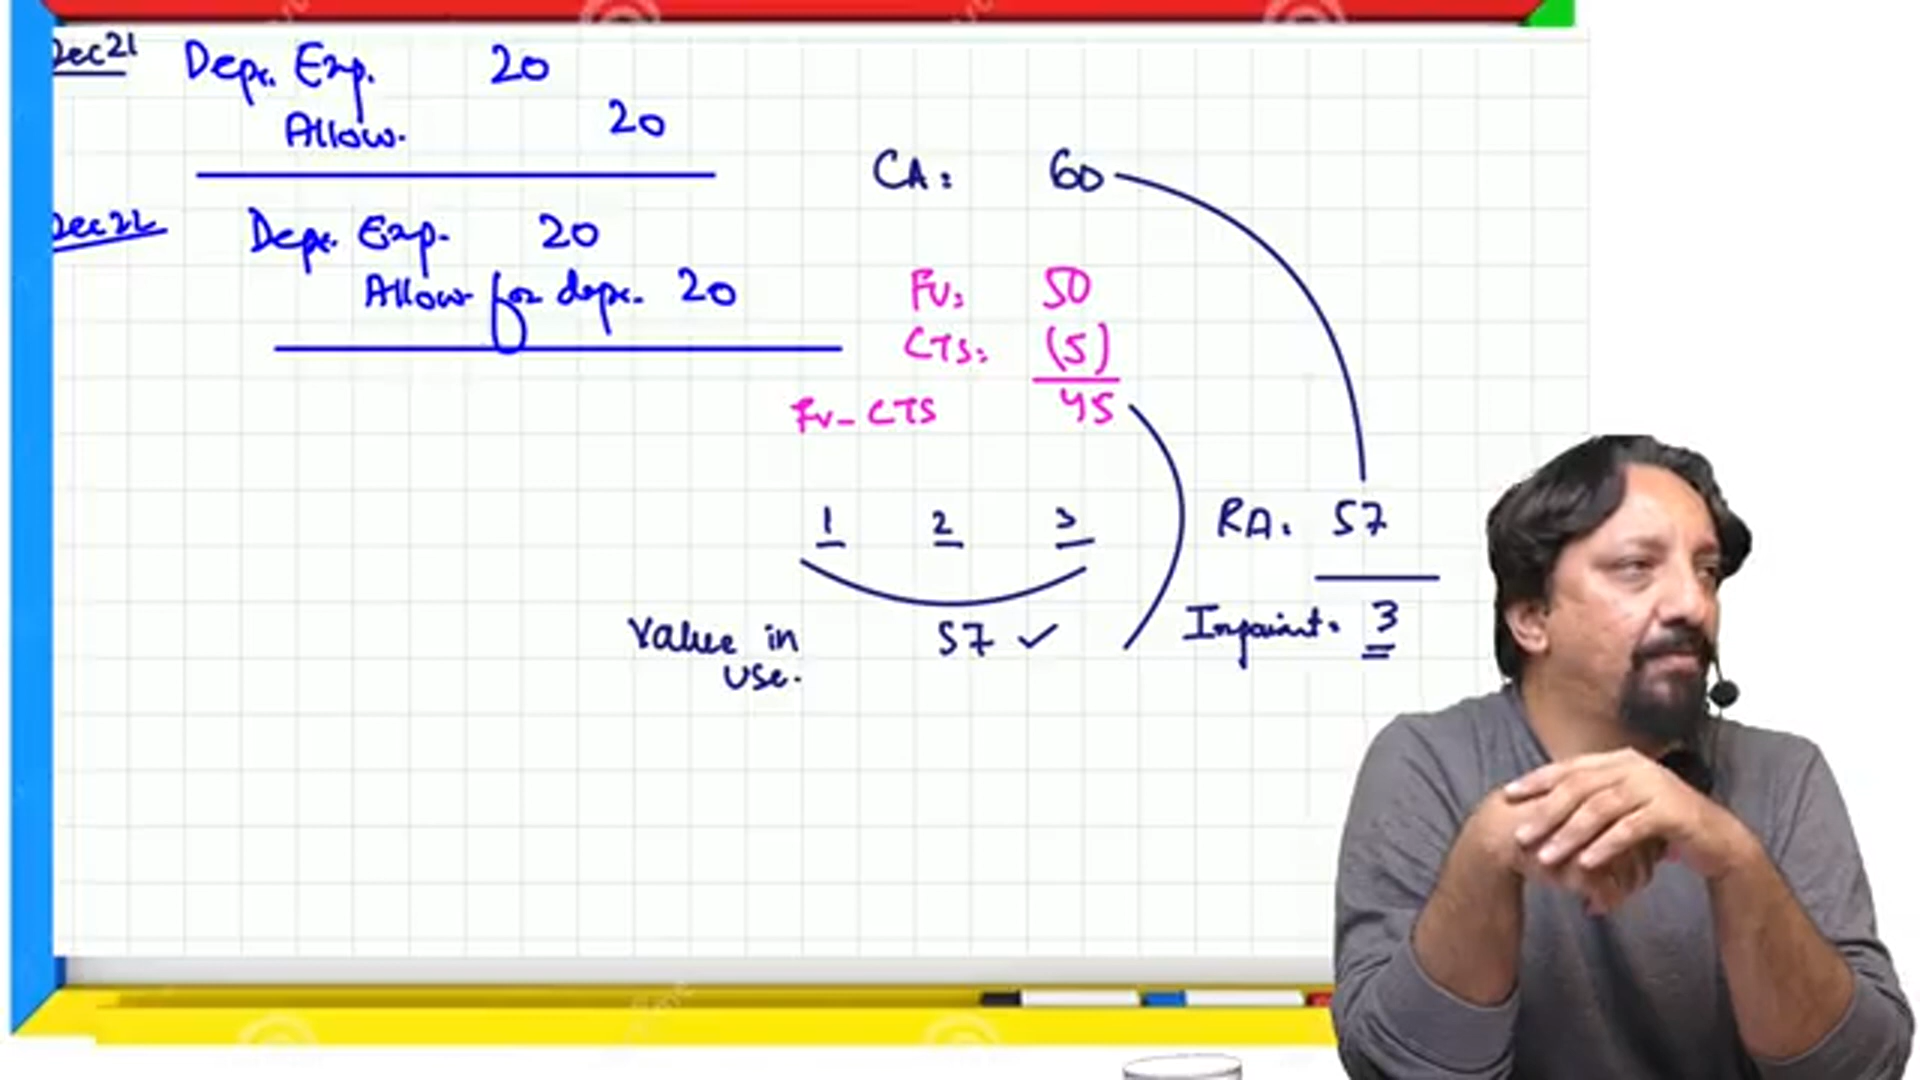 Dec21 Depr. Exp. 20
Allow. 20
Dec22 Depr. Exp. 20
Allow for depr. 20
CA: 60
FV: 50
CTS: (5)
FV-CTS 45
1 2 3
RA: 57
Value in use. 57 ✓
Impairt. 3